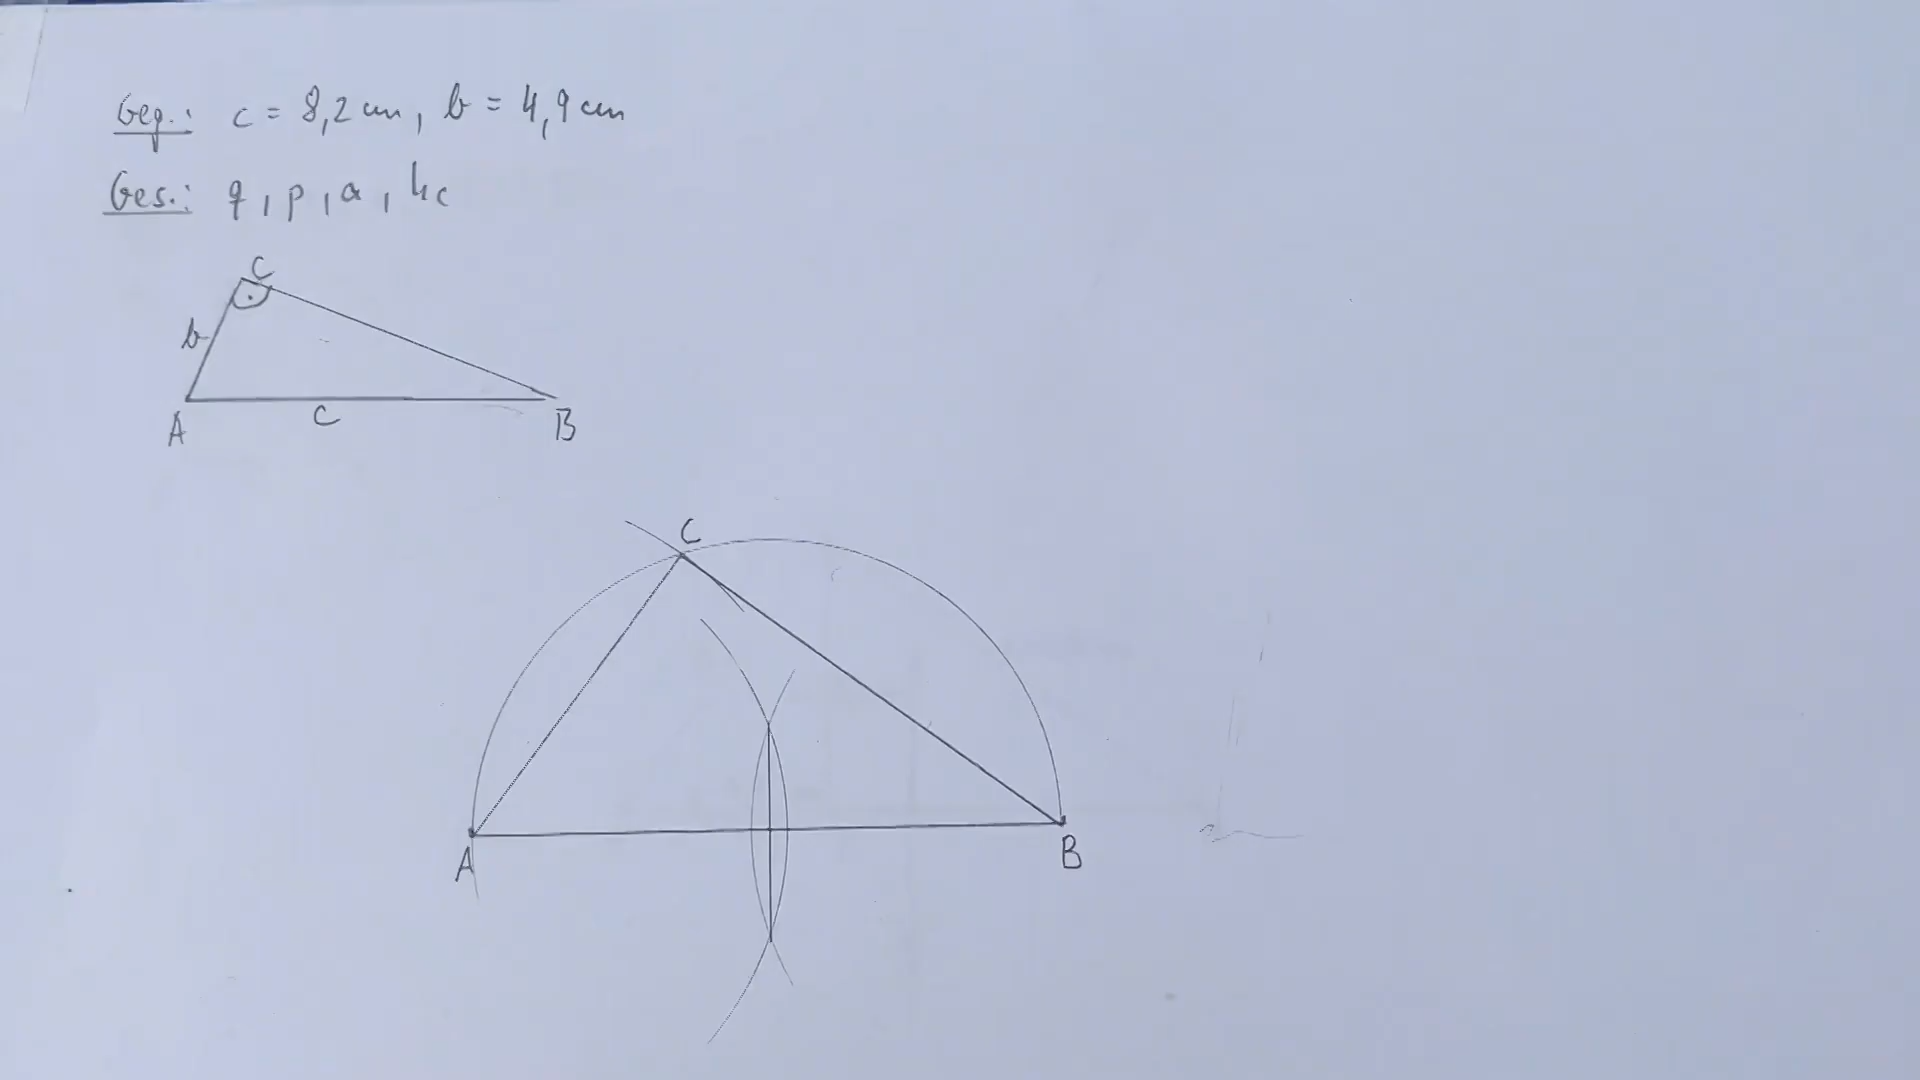 Geg.: c = 8,2 cm, b = 4,9 cm
Ges.: q, p, a, hc
C
b
A
c
B
C
A
B